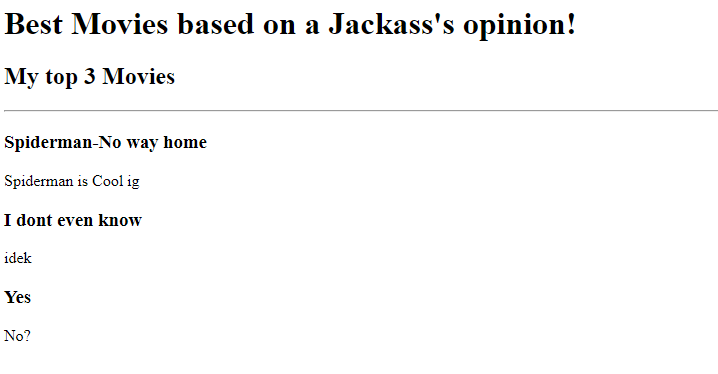 Best Movies based on a Jackass's opinion!
My top 3 Movies
Spiderman-No way home
Spiderman is Cool ig
I dont even know
idek
Yes
No?